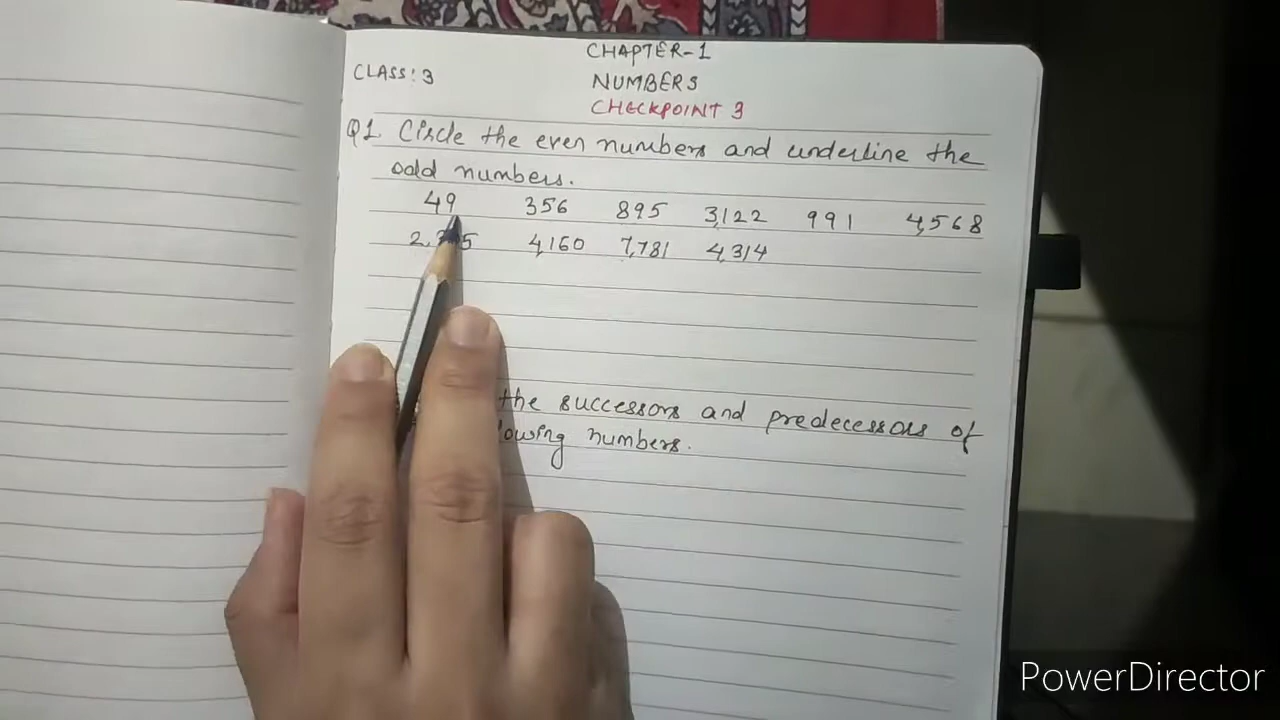 CHAPTER-1
CLASS: 3
NUMBERS
CHECKPOINT 3
Q1. Circle the even numbers and underline the
odd numbers.
49 356 895 3,122 991 4,568
4,160 7,781 4,314
the successors and predecessors of
numbers.
PowerDirector